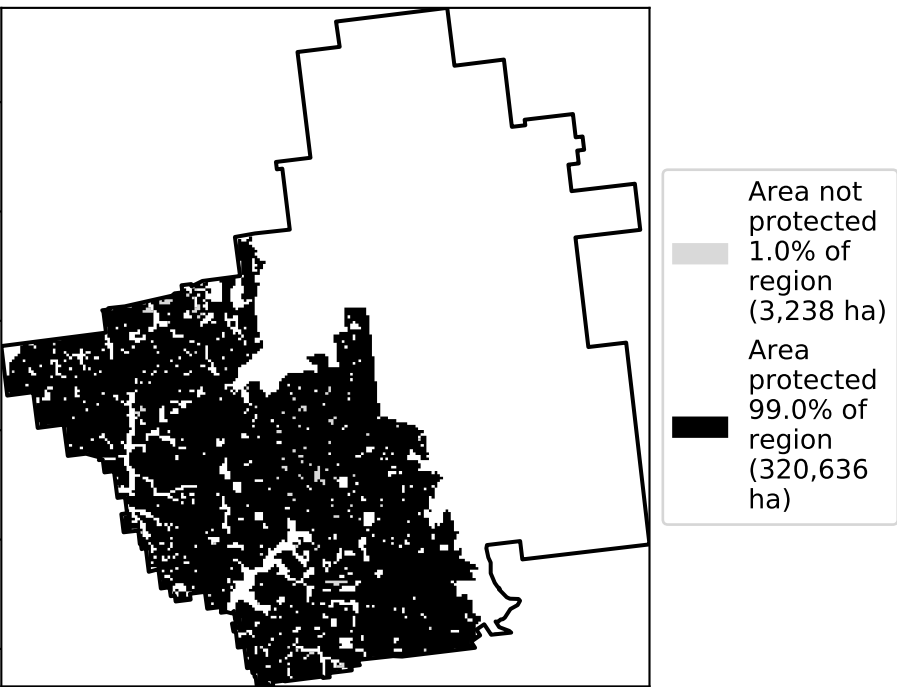 Area not
protected
1.0% of
region
(3,238 ha)
Area
protected
99.0% of
region
(320,636
ha)